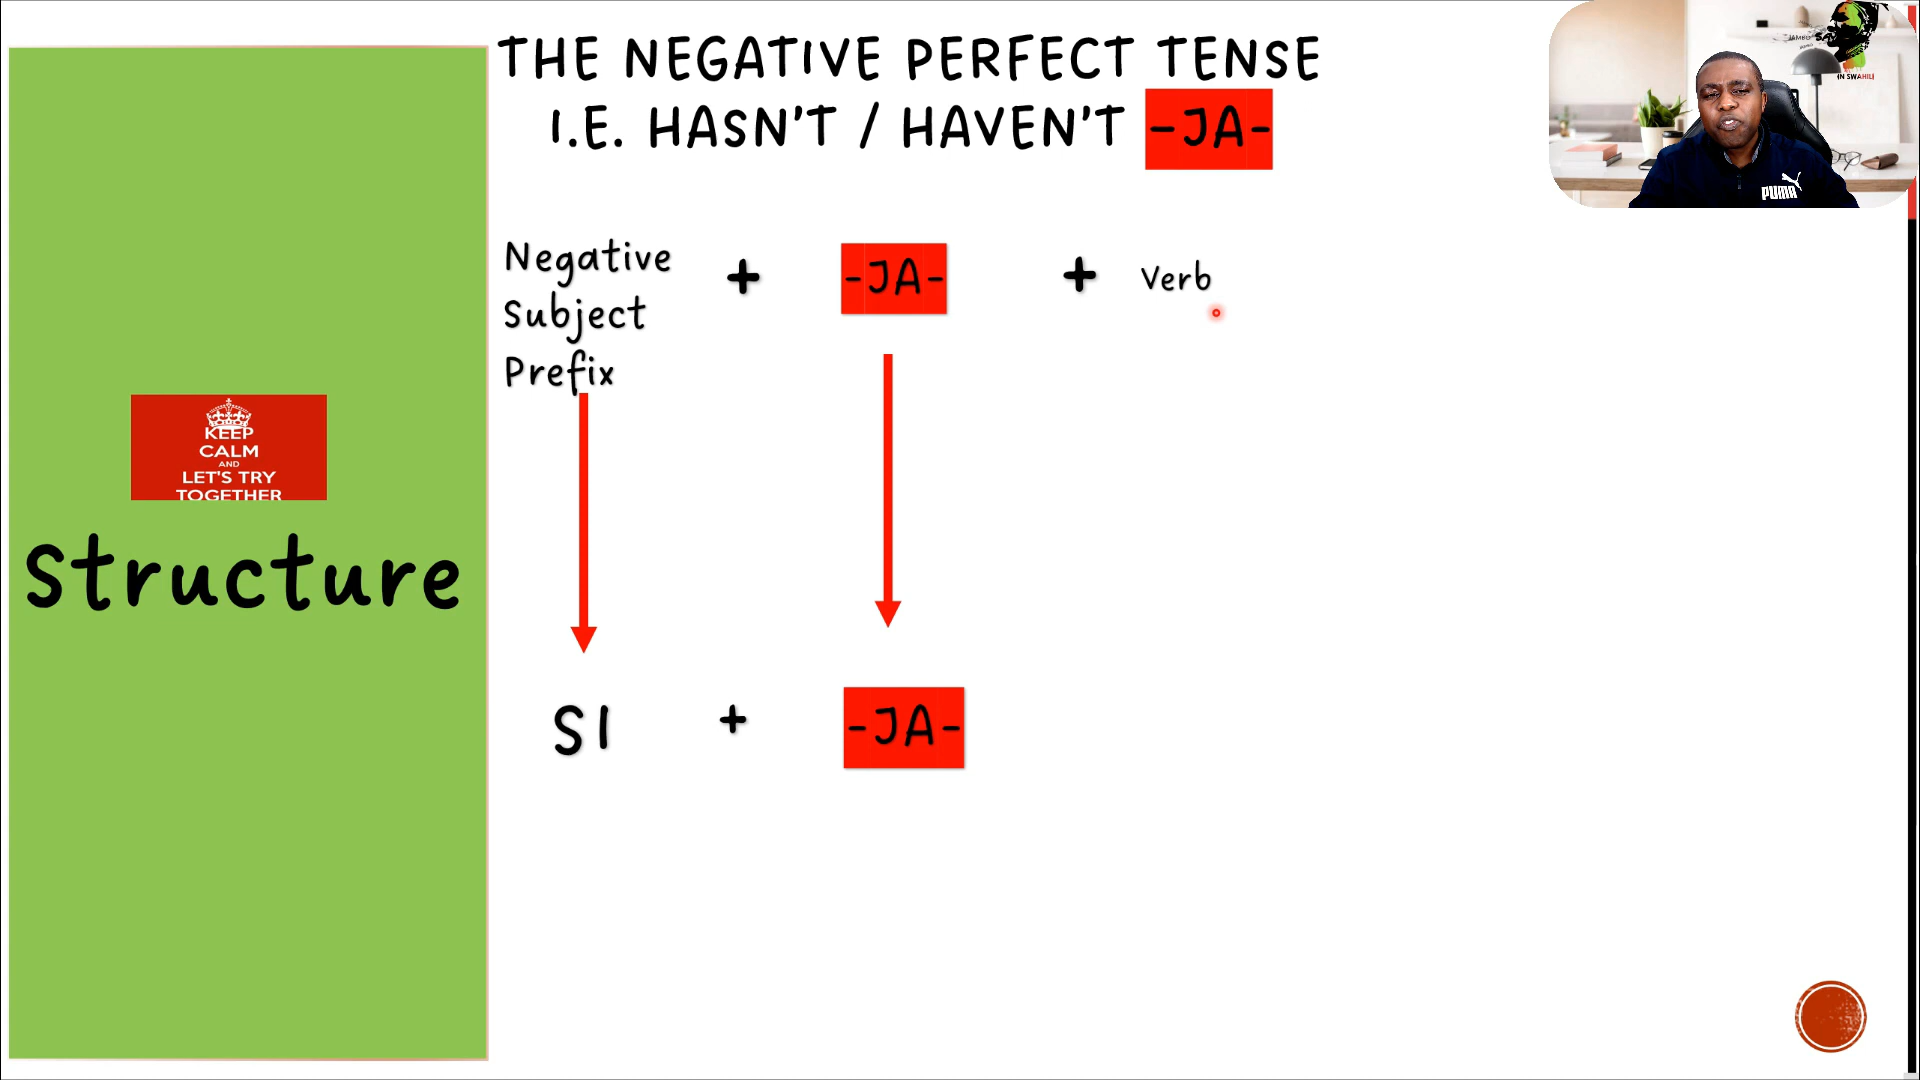 THE NEGATIVE PERFECT TENSE
I.E. HASN'T / HAVEN'T -JA-
Negative
Subject
Prefix
+
-JA-
+
Verb
KEEP
CALM
AND
LET'S TRY
TOGETHER
Structure
SI + -JA-
JAMBO
IN SWAHILI
PUMA